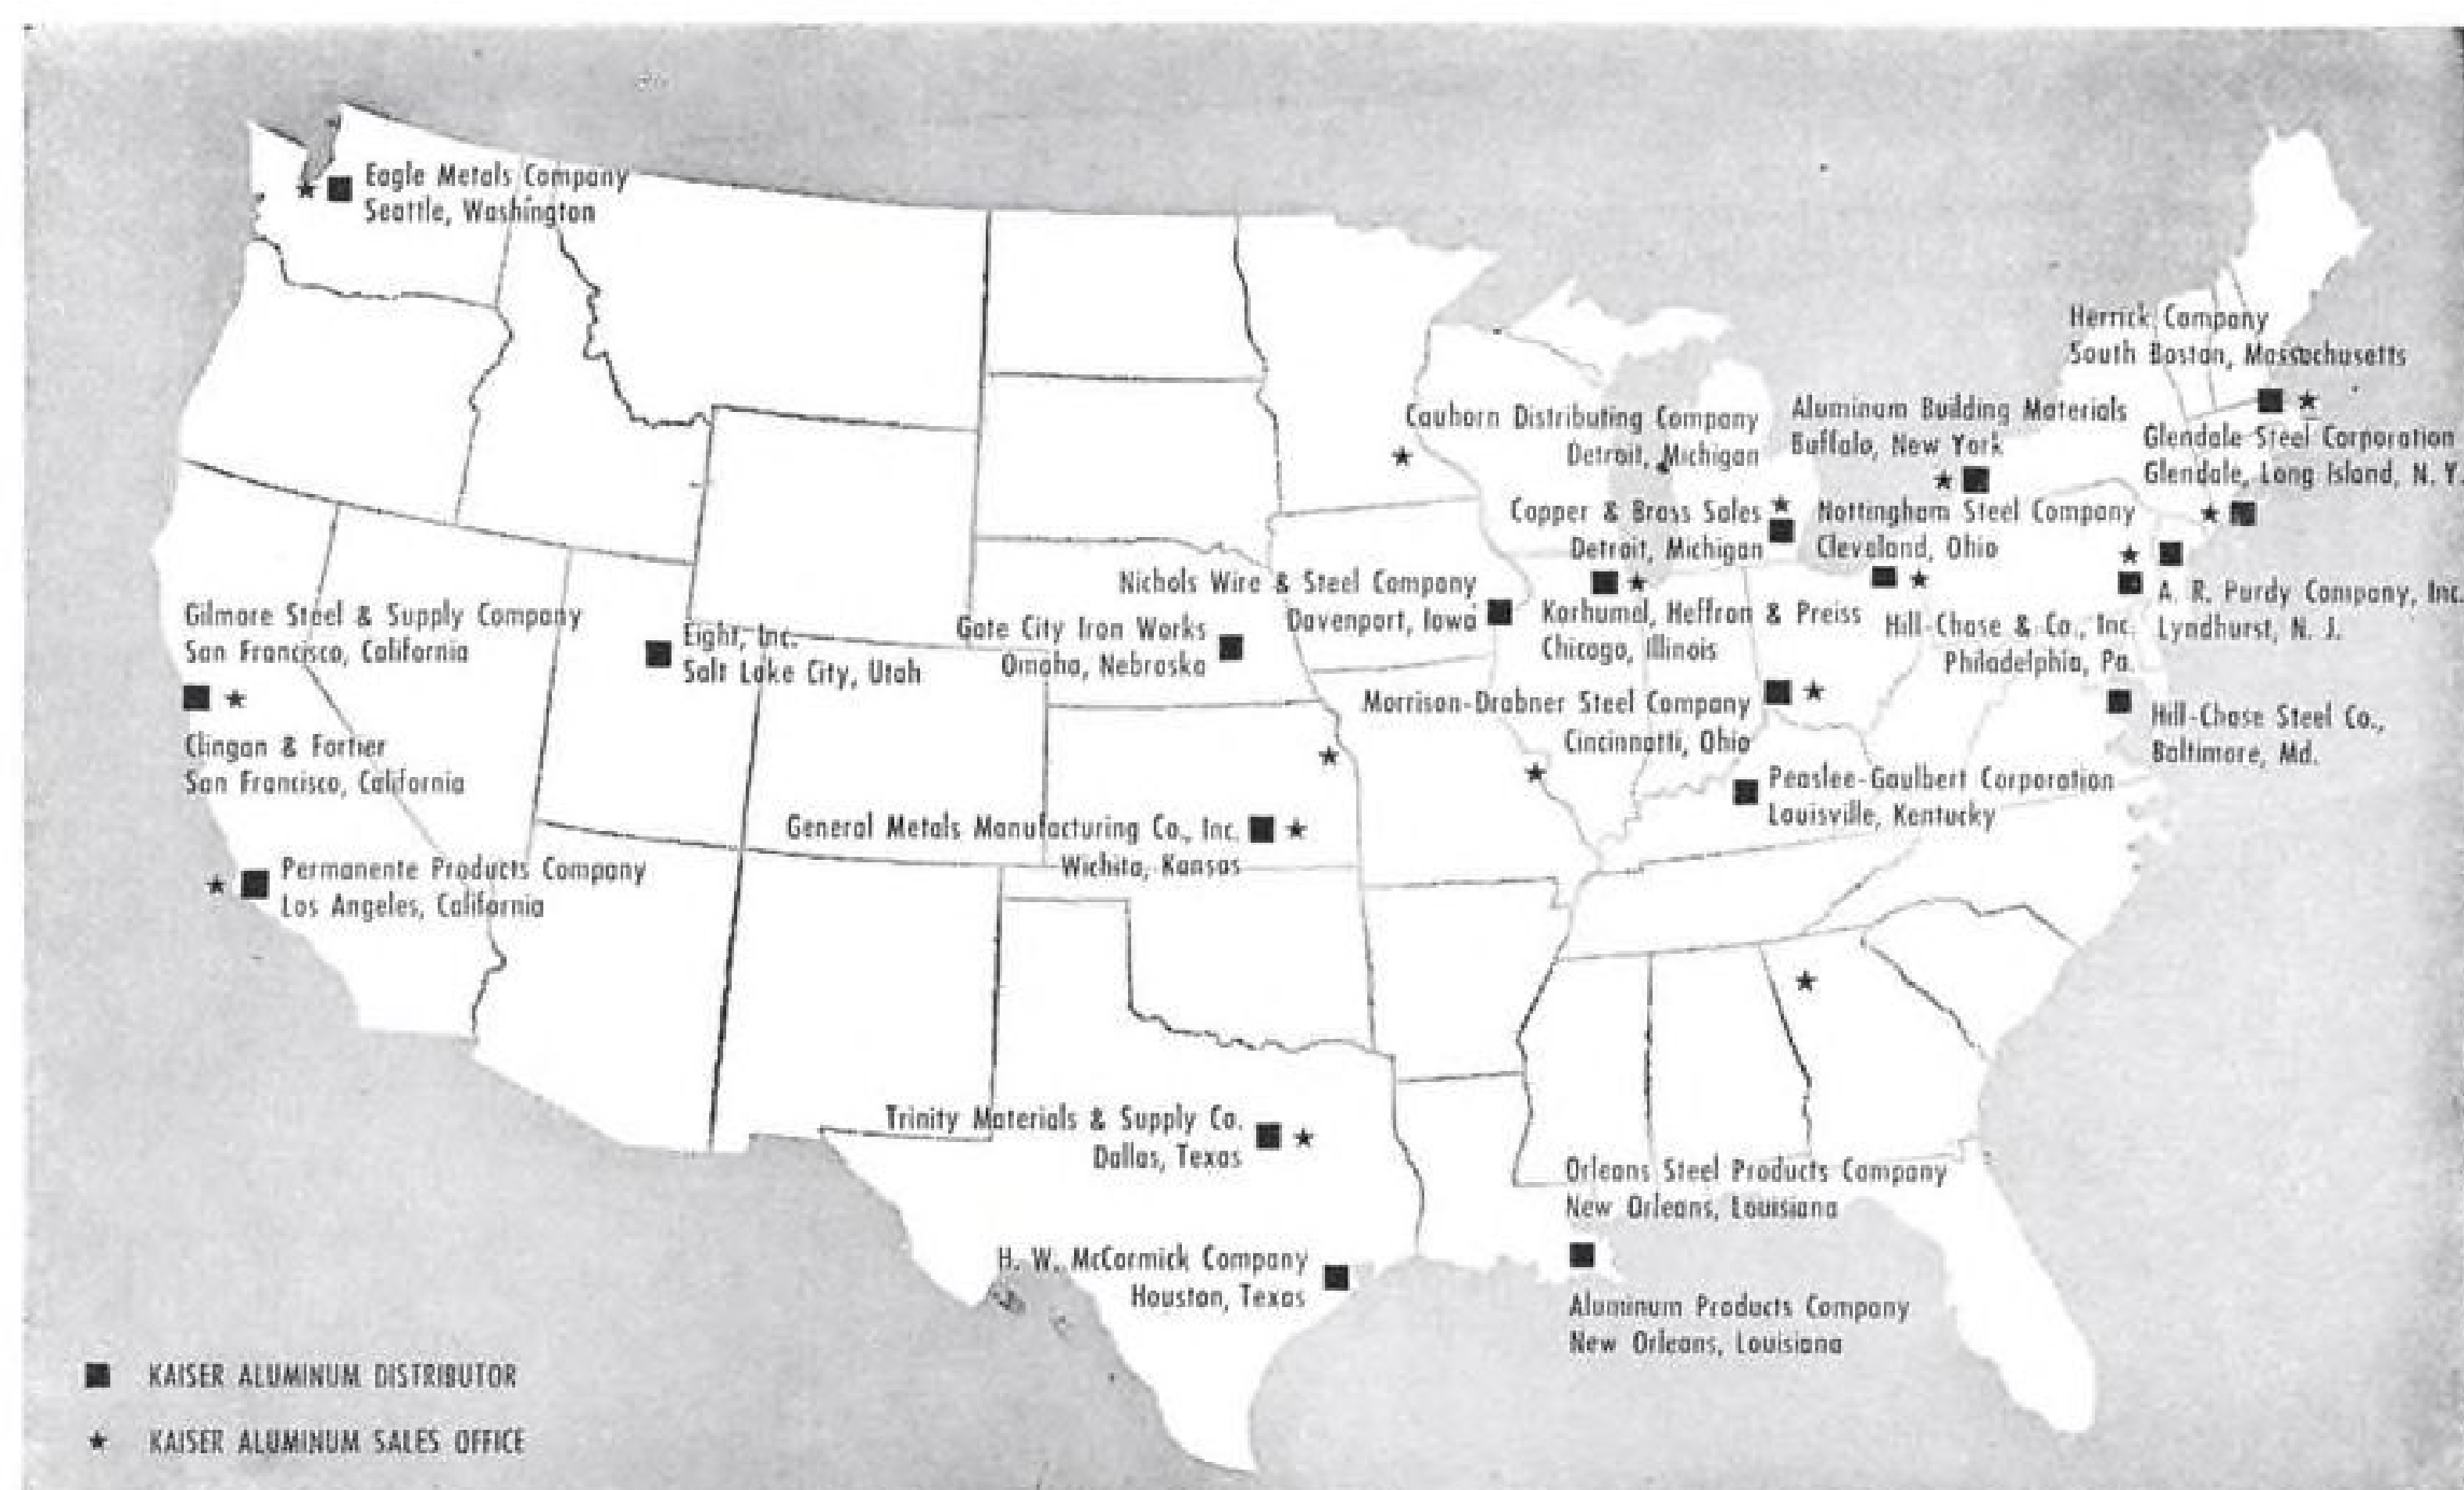 Eagle Metals Company
Seattle, Washington
Herrick Company
South Boston, Massachusetts
Cauhorn Distributing Company
Detroit, Michigan
Aluminum Building Materials
Buffalo, New York
Glendale Steel Corporation
Glendale, Long Island, N. Y.
Copper & Brass Sales
Detroit, Michigan
Nottingham Steel Company
Cleveland, Ohio
Nichols Wire & Steel Company
Davenport, Iowa
A. R. Purdy Company, Inc.
Lyndhurst, N. J.
Gilmore Steel & Supply Company
San Francisco, California
Eight, Inc.
Salt Lake City, Utah
Gate City Iron Works
Omaha, Nebraska
Korhumel, Heffron & Preiss
Chicago, Illinois
Hill-Chase & Co., Inc.
Philadelphia, Pa.
Morrison-Drabner Steel Company
Cincinnatti, Ohio
Hill-Chase Steel Co.,
Baltimore, Md.
Clingan & Fortier
San Francisco, California
Peaslee-Gaulbert Corporation
Louisville, Kentucky
General Metals Manufacturing Co., Inc.
Wichita, Kansas
Permanente Products Company
Los Angeles, California
Trinity Materials & Supply Co.
Dallas, Texas
Orleans Steel Products Company
New Orleans, Louisiana
H. W. McCormick Company
Houston, Texas
Aluminum Products Company
New Orleans, Louisiana
KAISER ALUMINUM DISTRIBUTOR
KAISER ALUMINUM SALES OFFICE